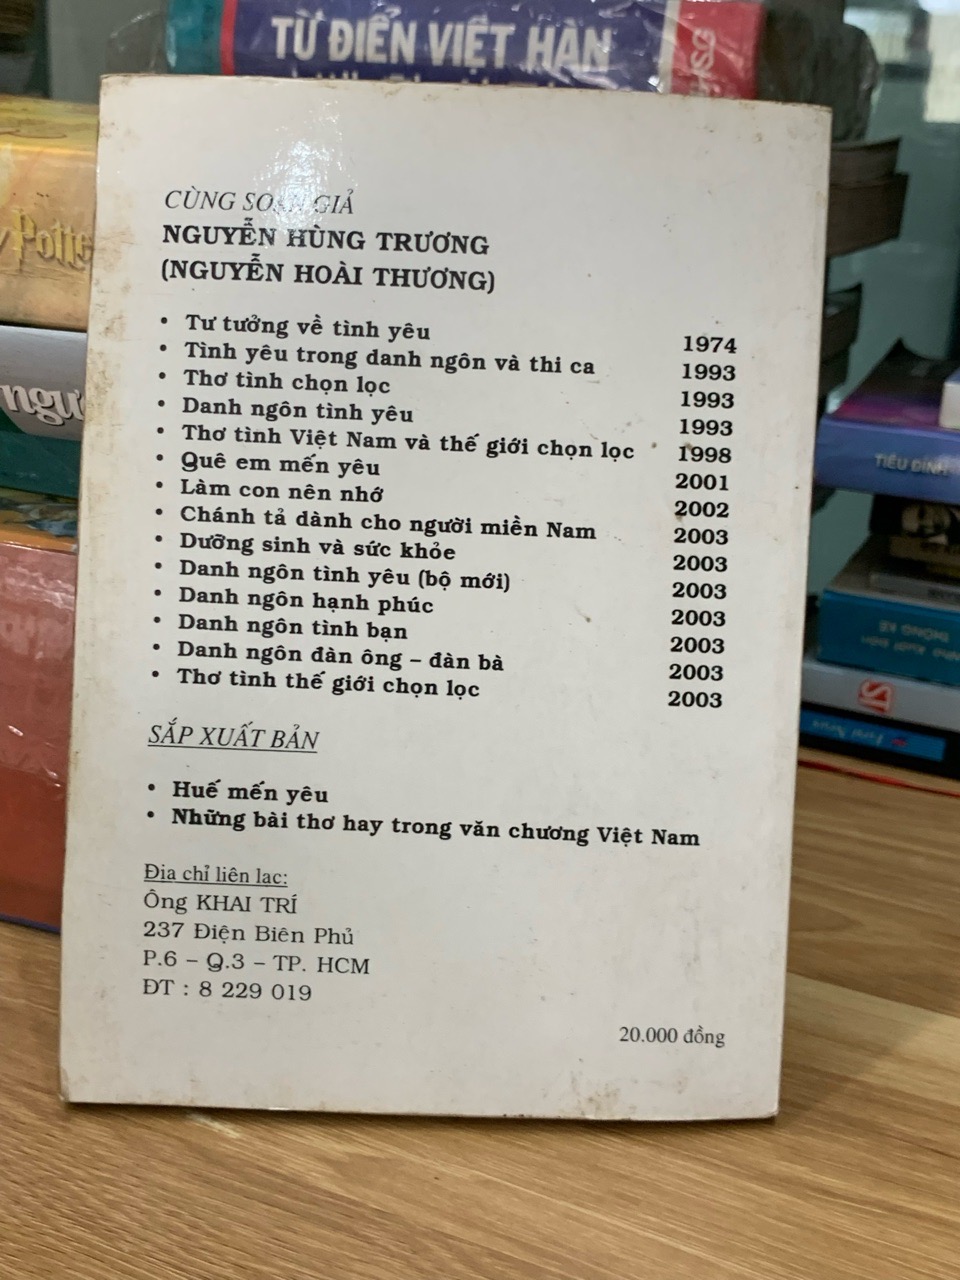 TỪ ĐIỂN VIỆT HÀN
CÙNG SOẠN GIẢ
NGUYỄN HÙNG TRƯƠNG
(NGUYỄN HOÀI THƯƠNG)
• Tư tưởng về tình yêu 1974
• Tình yêu trong danh ngôn và thi ca 1993
• Thơ tình chọn lọc 1993
• Danh ngôn tình yêu 1993
• Thơ tình Việt Nam và thế giới chọn lọc 1998
• Quê em mến yêu 2001
• Làm con nên nhớ 2002
• Chánh tả dành cho người miền Nam 2003
• Dưỡng sinh và sức khỏe 2003
• Danh ngôn tình yêu (bộ mới) 2003
• Danh ngôn hạnh phúc 2003
• Danh ngôn tình bạn 2003
• Danh ngôn đàn ông – đàn bà 2003
• Thơ tình thế giới chọn lọc 2003
SẮP XUẤT BẢN
• Huế mến yêu
• Những bài thơ hay trong văn chương Việt Nam
Địa chỉ liên lạc:
Ông KHAI TRÍ
237 Điện Biên Phủ
P.6 – Q.3 – TP. HCM
ĐT : 8 229 019
20.000 đồng
Potte
ngư
TIỂU ĐÌNH
THỐNG KÊ